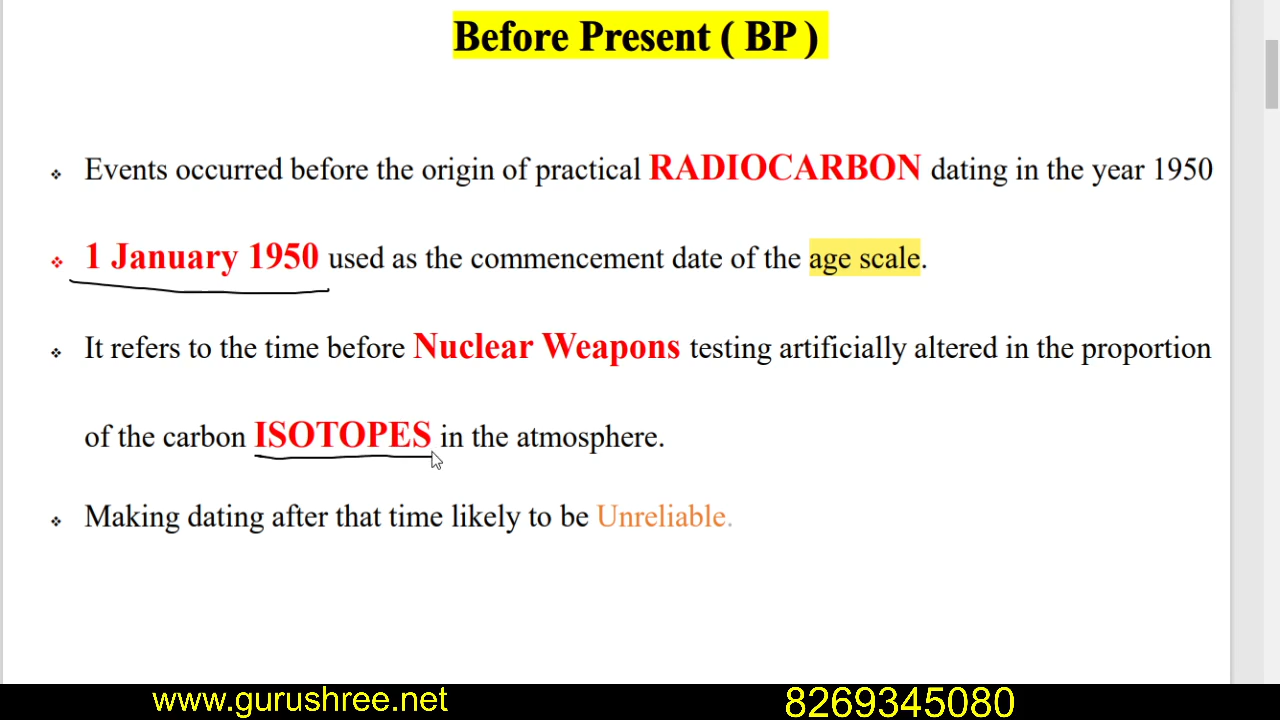 Before Present ( BP )
Events occurred before the origin of practical RADIOCARBON dating in the year 1950
1 January 1950 used as the commencement date of the age scale.
It refers to the time before Nuclear Weapons testing artificially altered in the proportion
of the carbon ISOTOPES in the atmosphere.
Making dating after that time likely to be Unreliable.
www.gurushree.net 8269345080